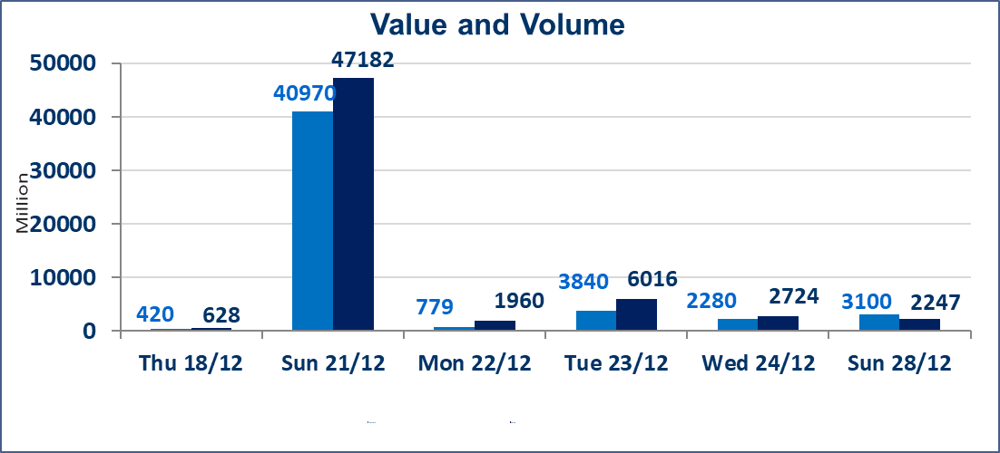 Value and Volume
50000
40000
30000
20000
10000
0
Million
420
628
40970
47182
779
1960
3840
6016
2280
2724
3100
2247
Thu 18/12
Sun 21/12
Mon 22/12
Tue 23/12
Wed 24/12
Sun 28/12